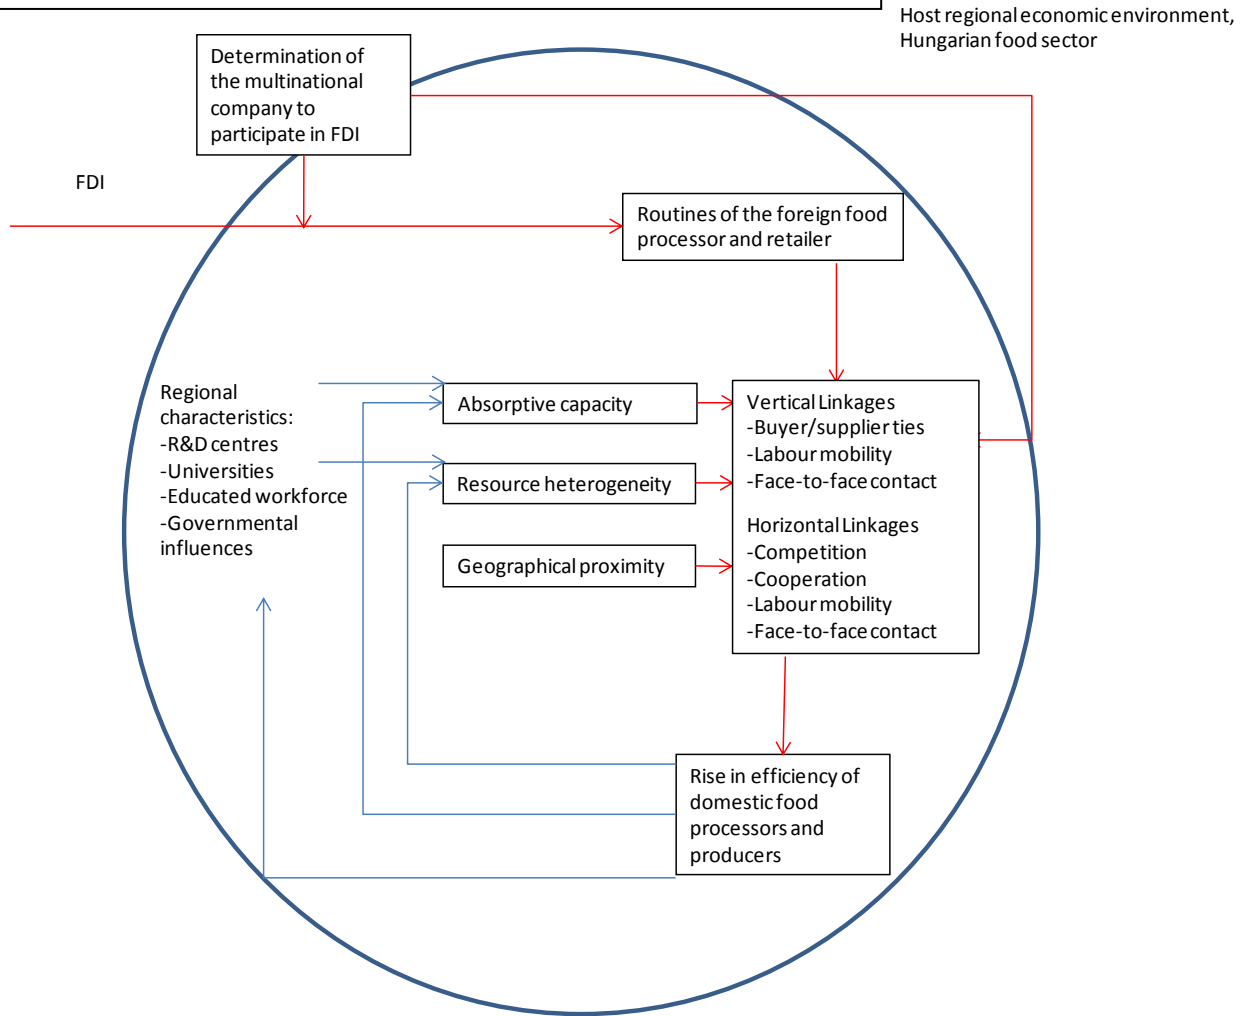 Host regional economic environment,
Hungarian food sector
Determination of
the multinational
company to
participate in FDI
FDI
Routines of the foreign food
processor and retailer
Regional
characteristics:
-R&D centres
-Universities
-Educated workforce
-Governmental
influences
Absorptive capacity
Resource heterogeneity
Geographical proximity
Vertical Linkages
-Buyer/supplier ties
-Labour mobility
-Face-to-face contact
Horizontal Linkages
-Competition
-Cooperation
-Labour mobility
-Face-to-face contact
Rise in efficiency of
domestic food
processors and
producers